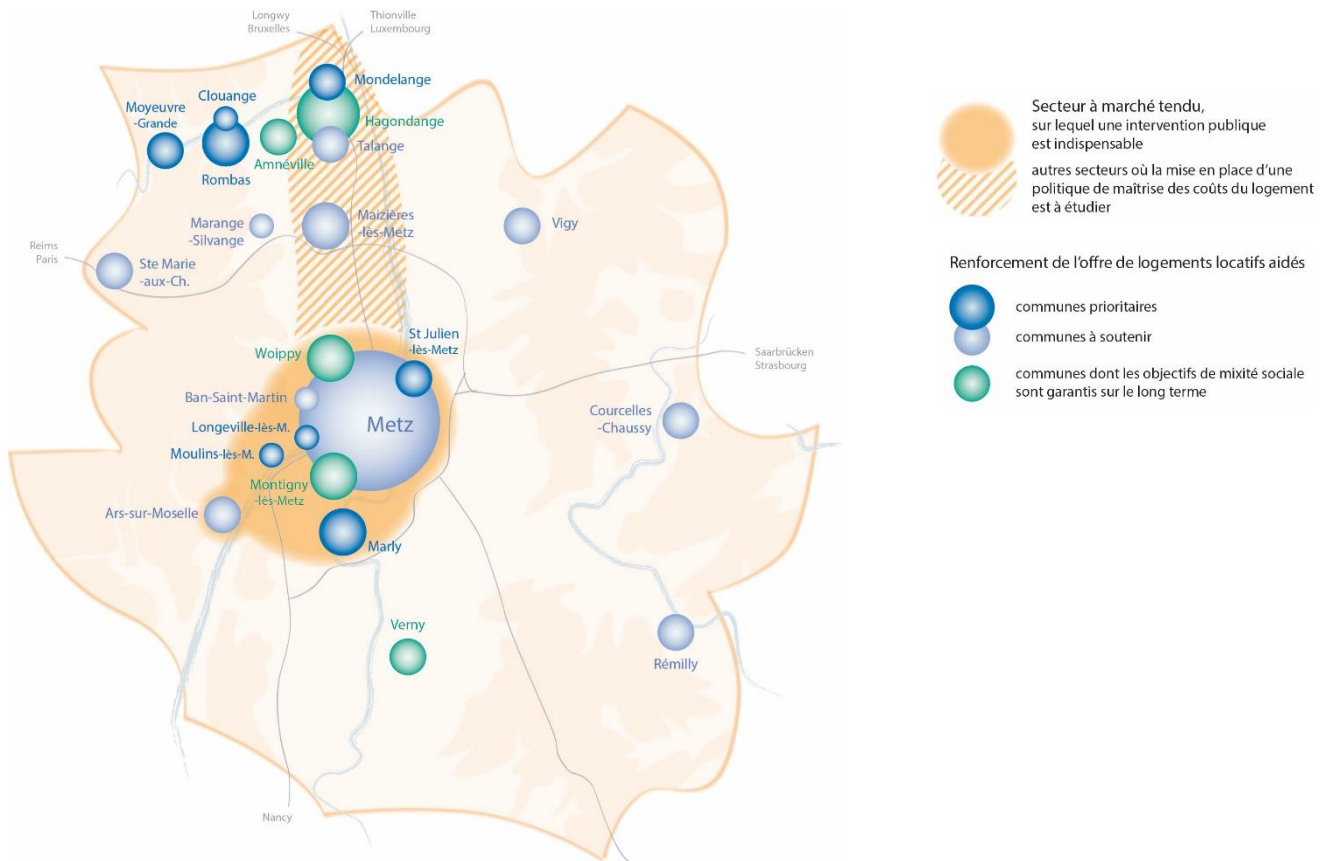 Longwy
Bruxelles
Thionville
Luxembourg
Mondelange
Clouange
Moyeuvre
-Grande
Hagondange
Amnéville
Talange
Rombas
Marange
-Silvange
Maizières
-lès-Metz
Vigy
Reims
Paris
Ste Marie
-aux-Ch.
St Julien
-lès-Metz
Woippy
Saarbrücken
Strasbourg
Ban-Saint-Martin
Metz
Longeville-lès-M.
Moulins-lès-M.
Courcelles
-Chaussy
Montigny
-lès-Metz
Ars-sur-Moselle
Marly
Verny
Rémilly
Nancy
Secteur à marché tendu,
sur lequel une intervention publique
est indispensable
autres secteurs où la mise en place d'une
politique de maîtrise des coûts du logement
est à étudier
Renforcement de l'offre de logements locatifs aidés
communes prioritaires
communes à soutenir
communes dont les objectifs de mixité sociale
sont garantis sur le long terme